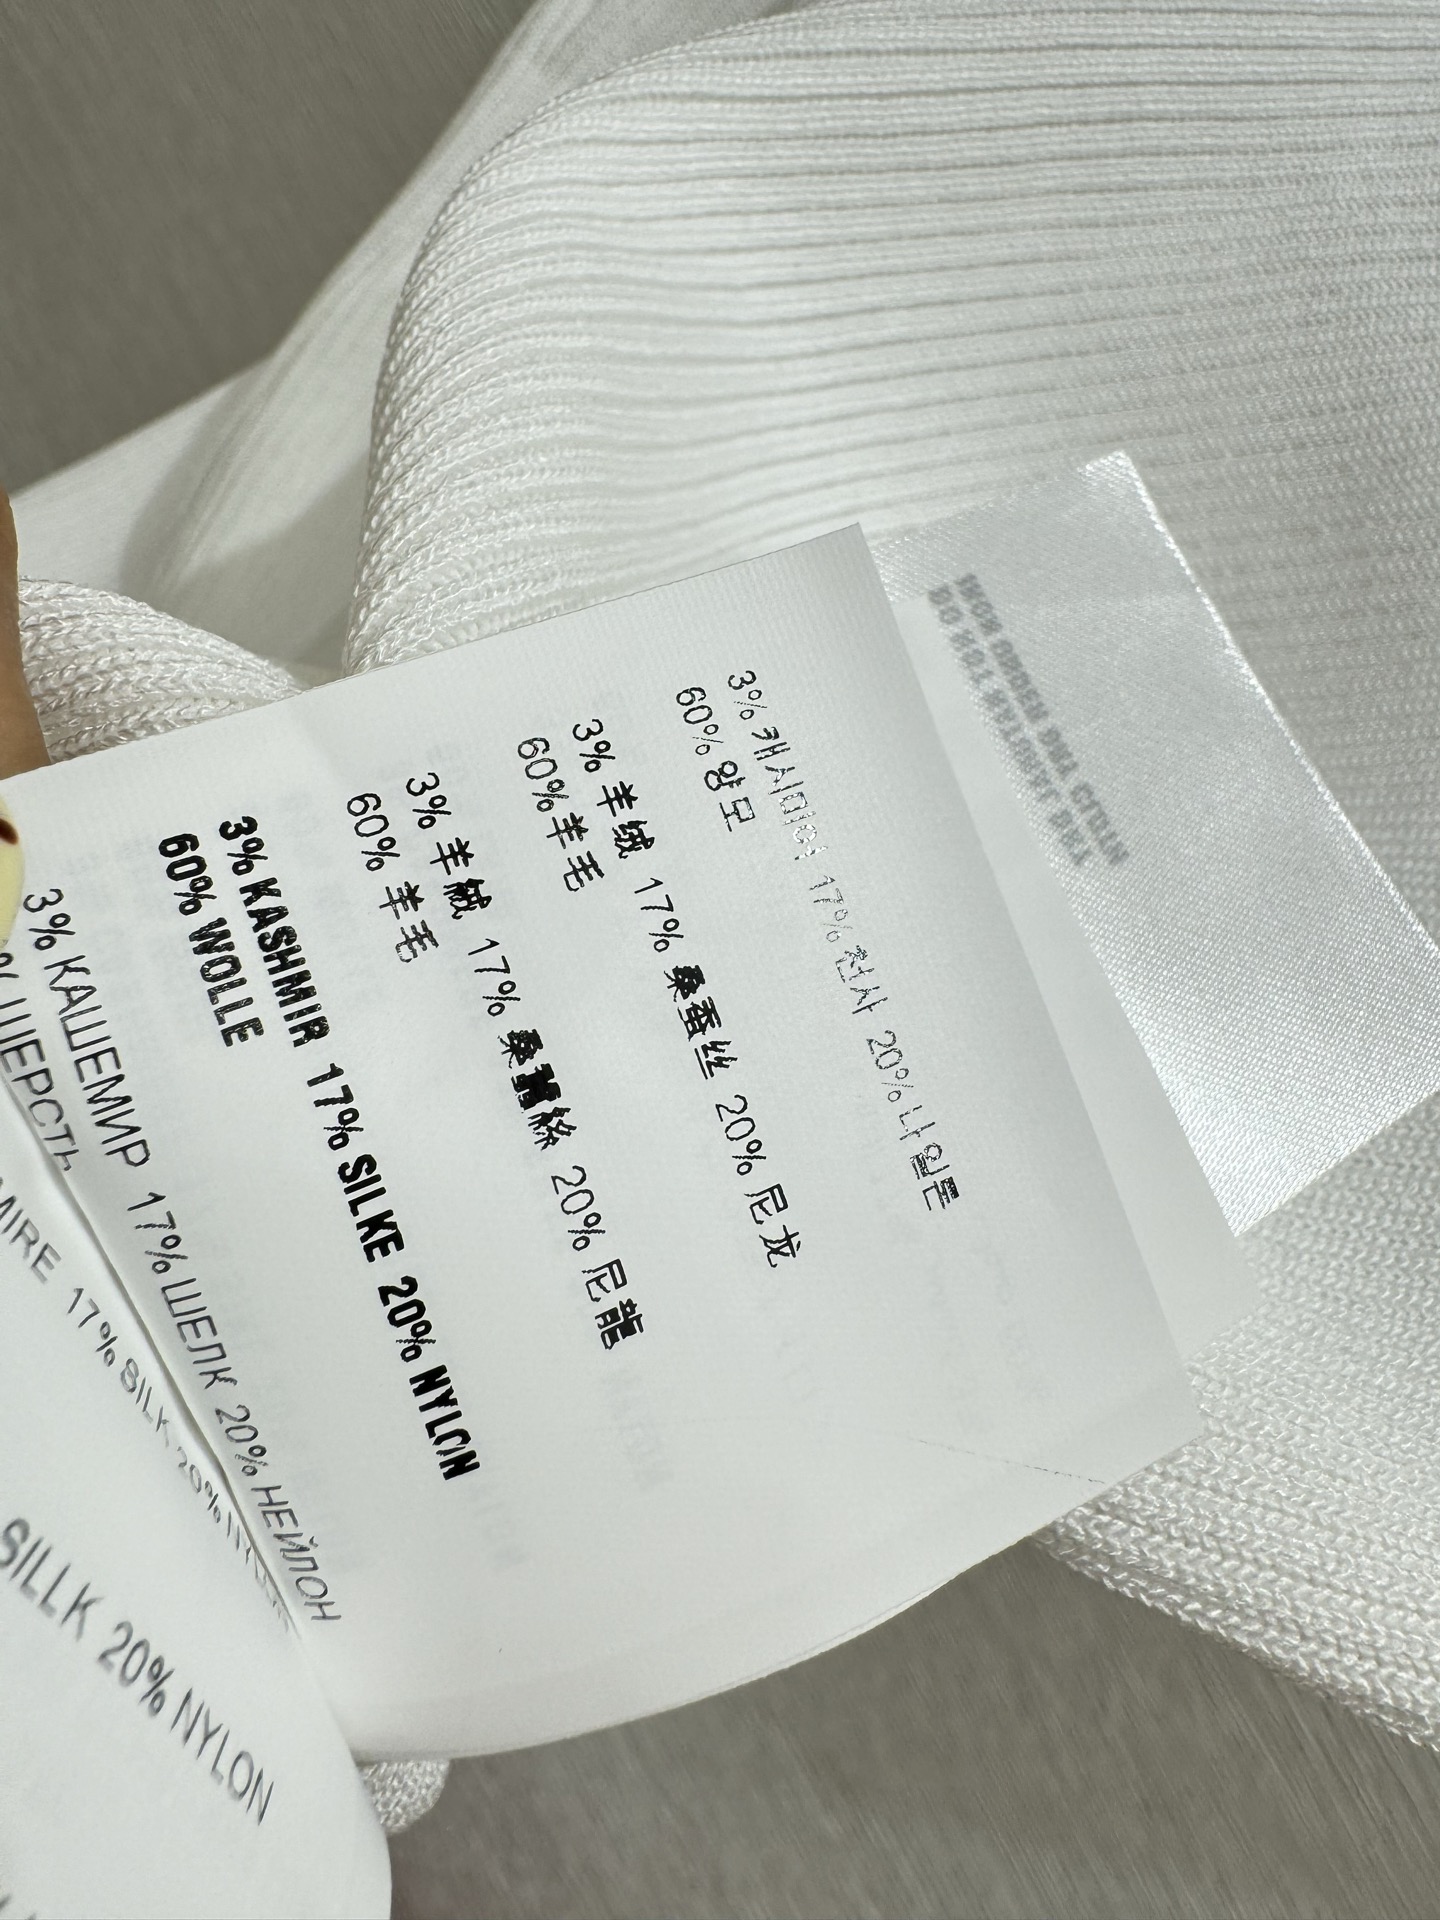 3% 캐시미어 17% 천사 20% 나일론
60% 양모
3% 羊绒 17% 桑蚕丝 20% 尼龙
60% 羊毛
3% 羊絨 17% 桑蠶絲 20% 尼龍
60% 羊毛
3% KASHMIR 17% SILKE 20% NYLON
60% WOLLE
3% КАШЕМИР 17% ШЕЛК 20% НЕЙЛОН
% ШЕРСТЬ
MIRE 17% SILK 20%
SILLK 20% NYLON